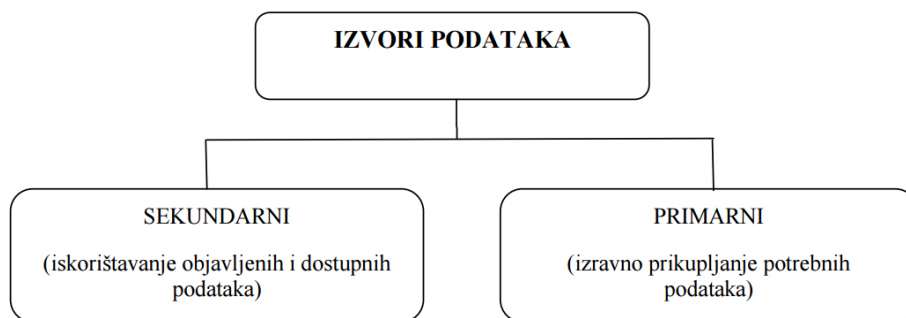 IZVORI PODATAKA
SEKUNDARNI
(iskorištavanje objavljenih i dostupnih
podataka)
PRIMARNI
(izravno prikupljanje potrebnih
podataka)